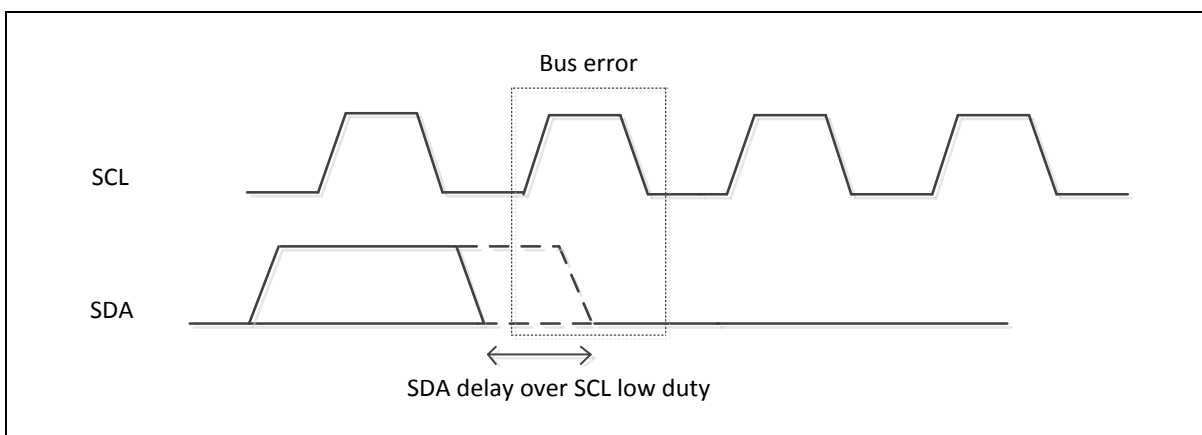 Bus error
SCL
SDA
SDA delay over SCL low duty